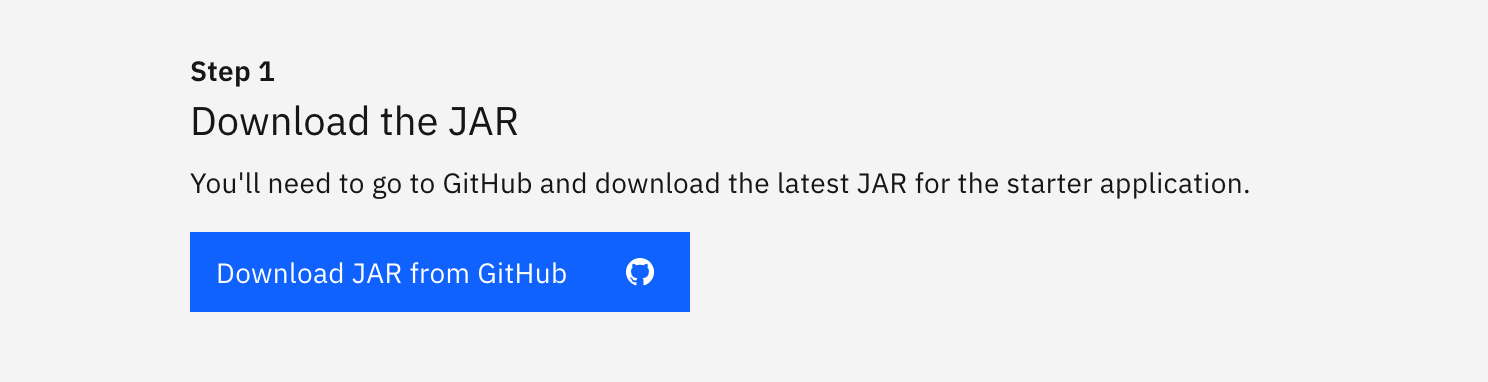 Step 1
Download the JAR
You'll need to go to GitHub and download the latest JAR for the starter application.
Download JAR from GitHub